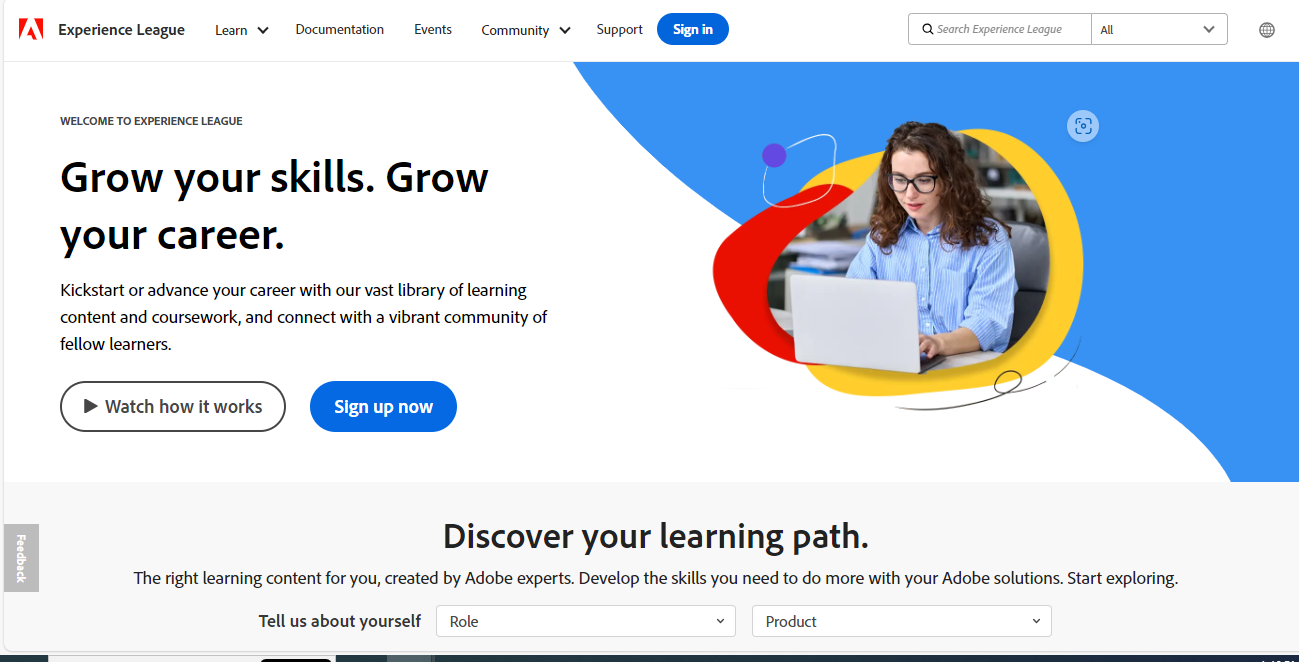 Experience League
Learn
Documentation
Events
Community
Support
Sign in
Search Experience League
All
WELCOME TO EXPERIENCE LEAGUE
Grow your skills. Grow
your career.
Kickstart or advance your career with our vast library of learning
content and coursework, and connect with a vibrant community of
fellow learners.
Watch how it works
Sign up now
Feedback
Discover your learning path.
The right learning content for you, created by Adobe experts. Develop the skills you need to do more with your Adobe solutions. Start exploring.
Tell us about yourself
Role
Product